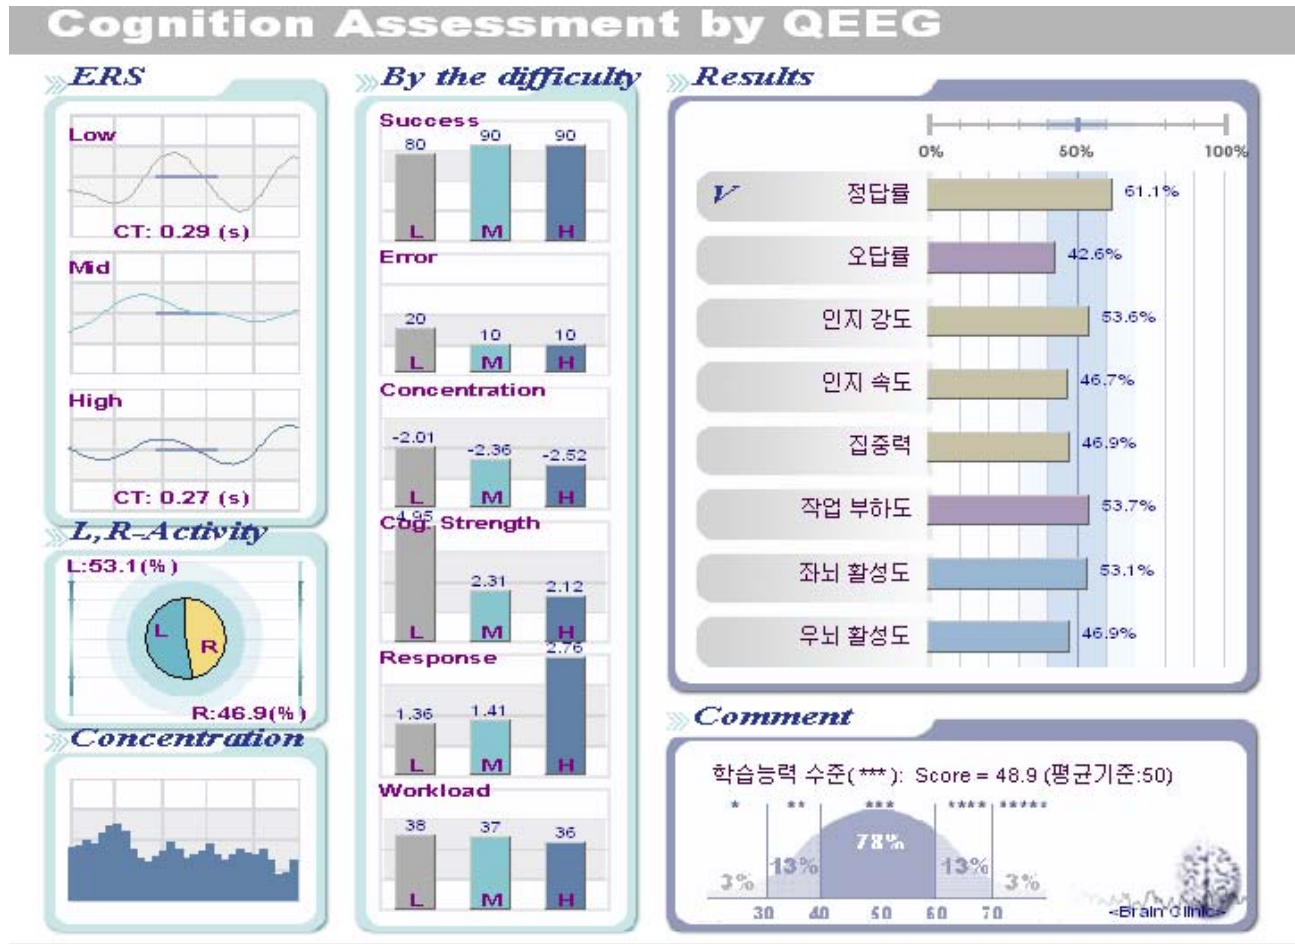 Cognition Assessment by QEEG
ERS
Low
CT: 0.29 (s)
Mid
High
CT: 0.27 (s)
L,R-Activity
L:53.1(%)
L
R
R:46.9(%)
Concentration
By the difficulty
Success
80 90 90
L M H
Error
20 10 10
L M H
Concentration
-2.01 -2.36 -2.52
L M H
4.95
Cog. Strength
2.31 2.12
L M H
Response
1.36 1.41 2.76
L M H
Workload
38 37 36
L M H
Results
0% 50% 100%
V 정답률 61.1%
오답률 42.6%
인지 강도 53.6%
인지 속도 46.7%
집중력 46.9%
작업 부하도 53.7%
좌뇌 활성도 53.1%
우뇌 활성도 46.9%
Comment
학습능력 수준(***): Score = 48.9 (평균기준:50)
* ** *** **** *****
3% 13% 78% 13% 3%
30 40 50 60 70
<Brain Clinic>